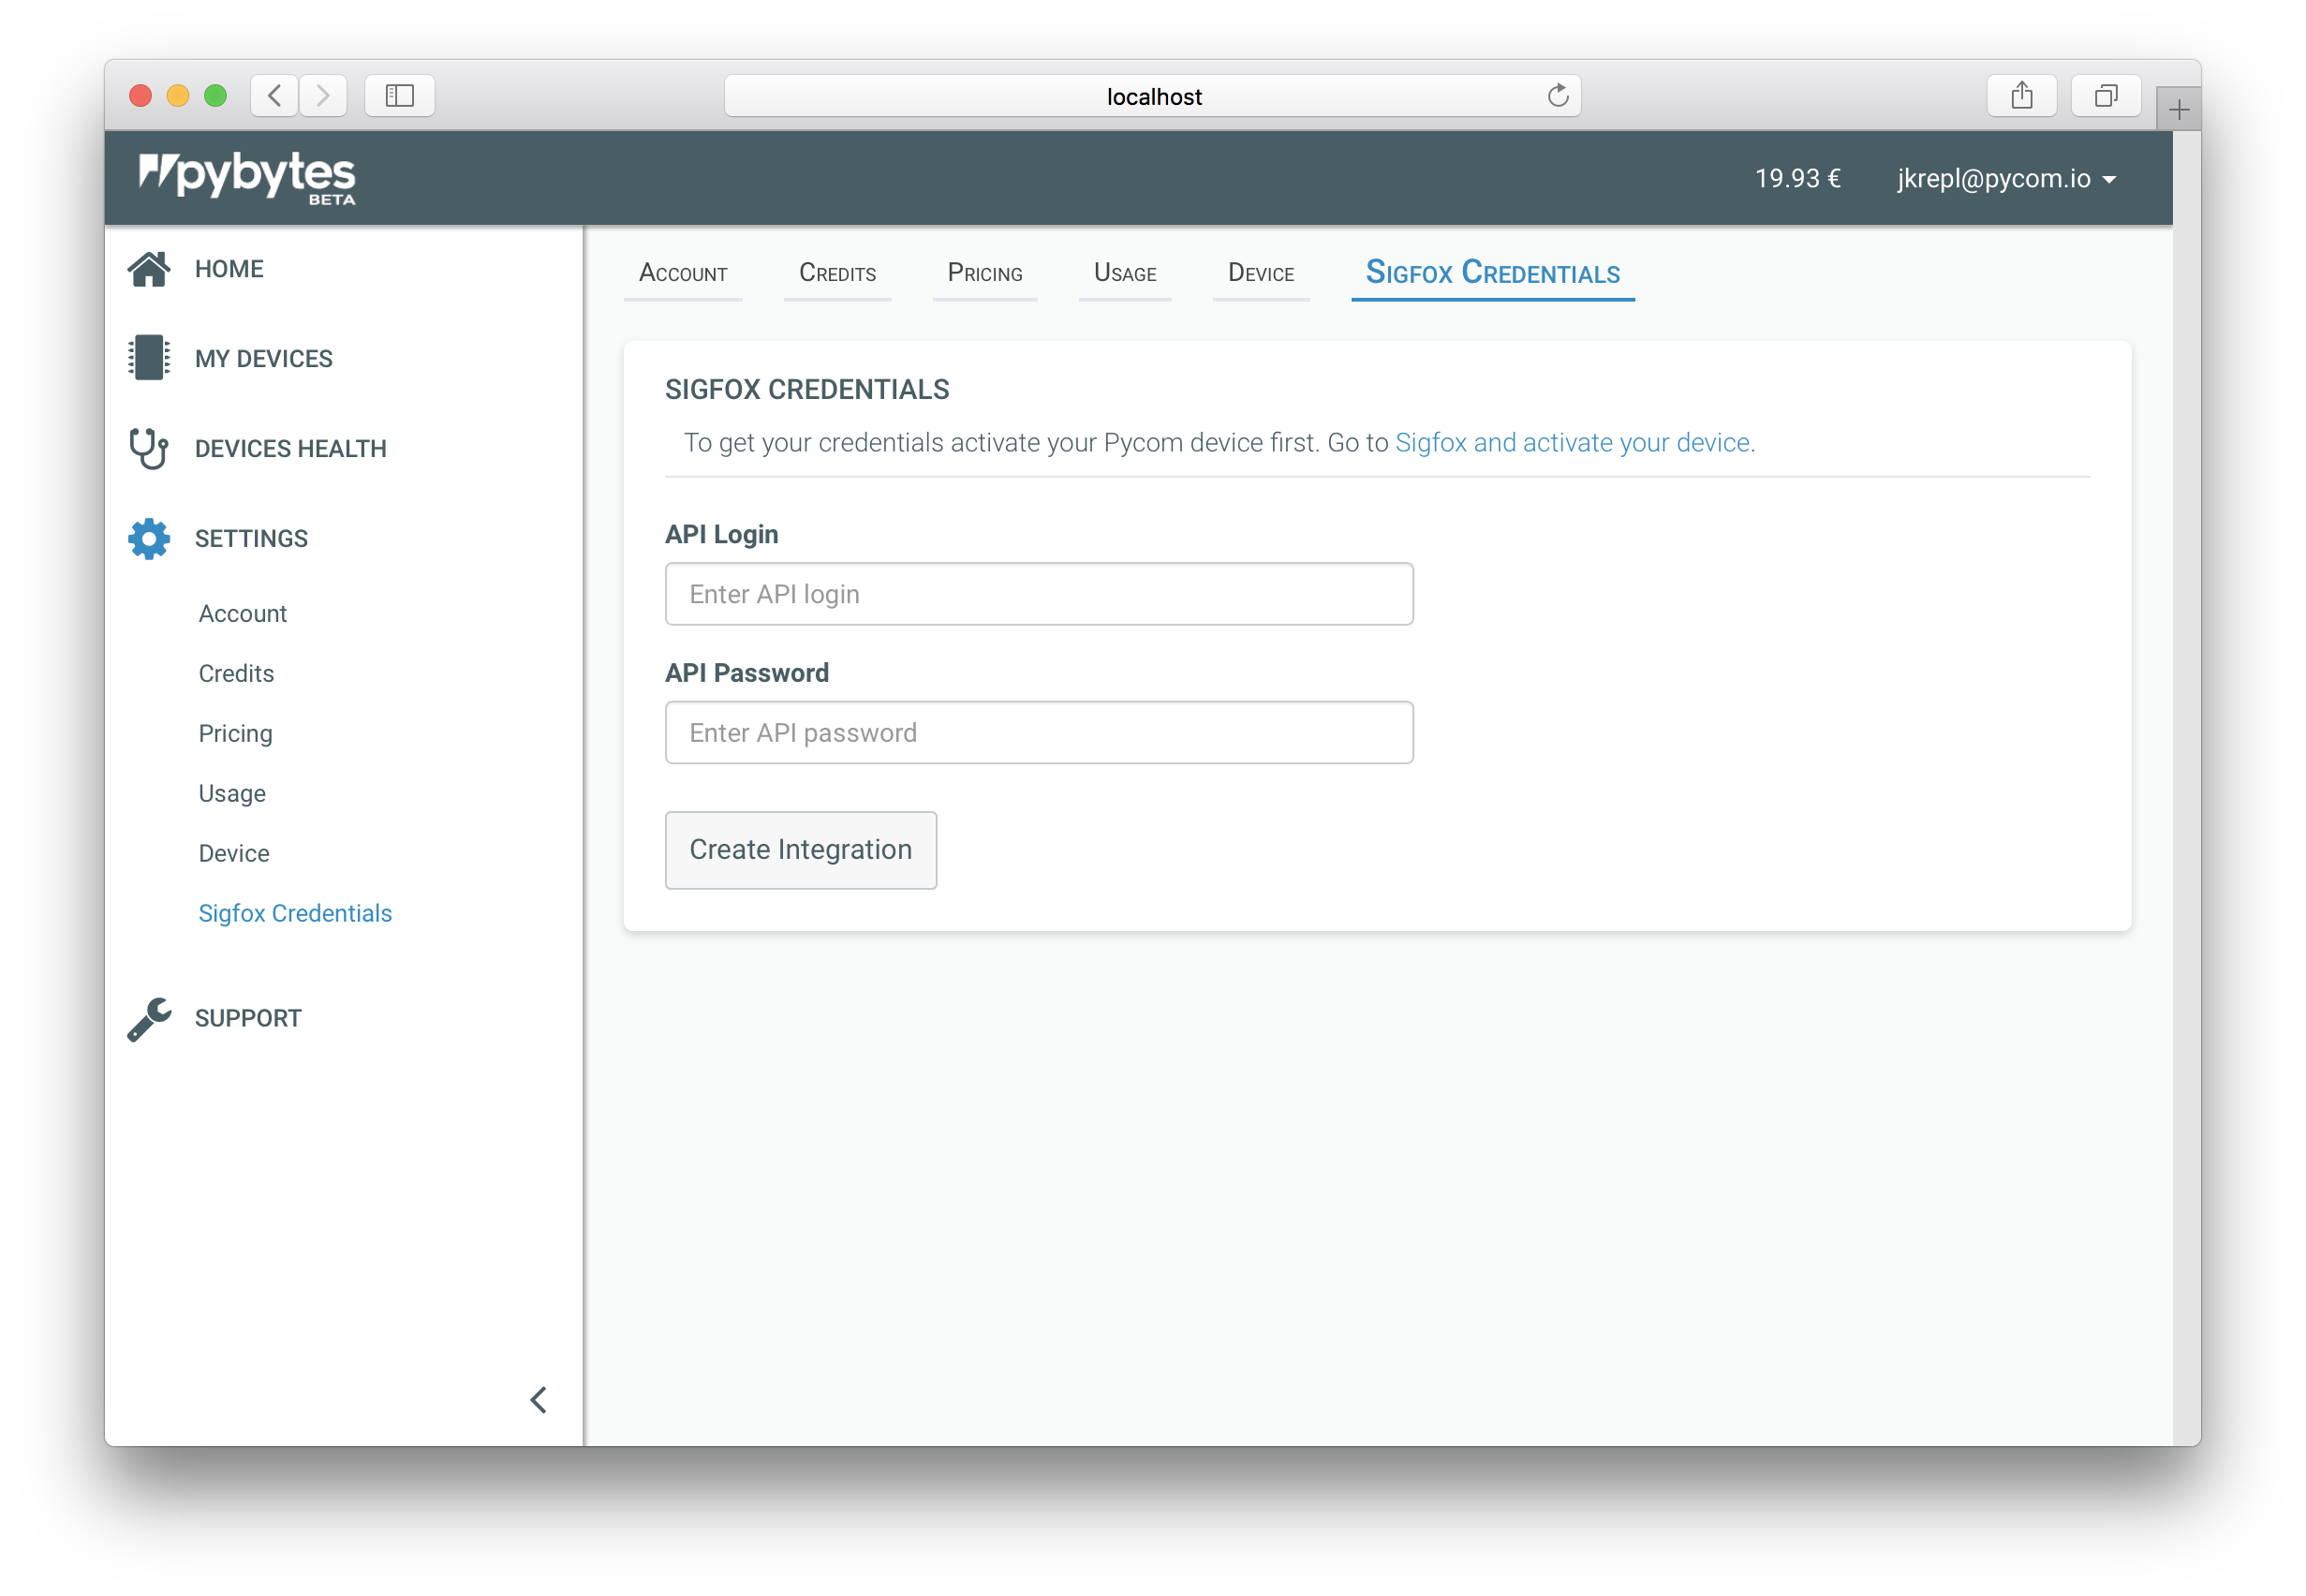 localhost
pybytes
BETA
19.93 €
jkrepl@pycom.io
HOME
MY DEVICES
DEVICES HEALTH
SETTINGS
Account
Credits
Pricing
Usage
Device
Sigfox Credentials
SUPPORT
Account Credits Pricing Usage Device Sigfox Credentials
SIGFOX CREDENTIALS
To get your credentials activate your Pycom device first. Go to Sigfox and activate your device.
API Login
Enter API login
API Password
Enter API password
Create Integration